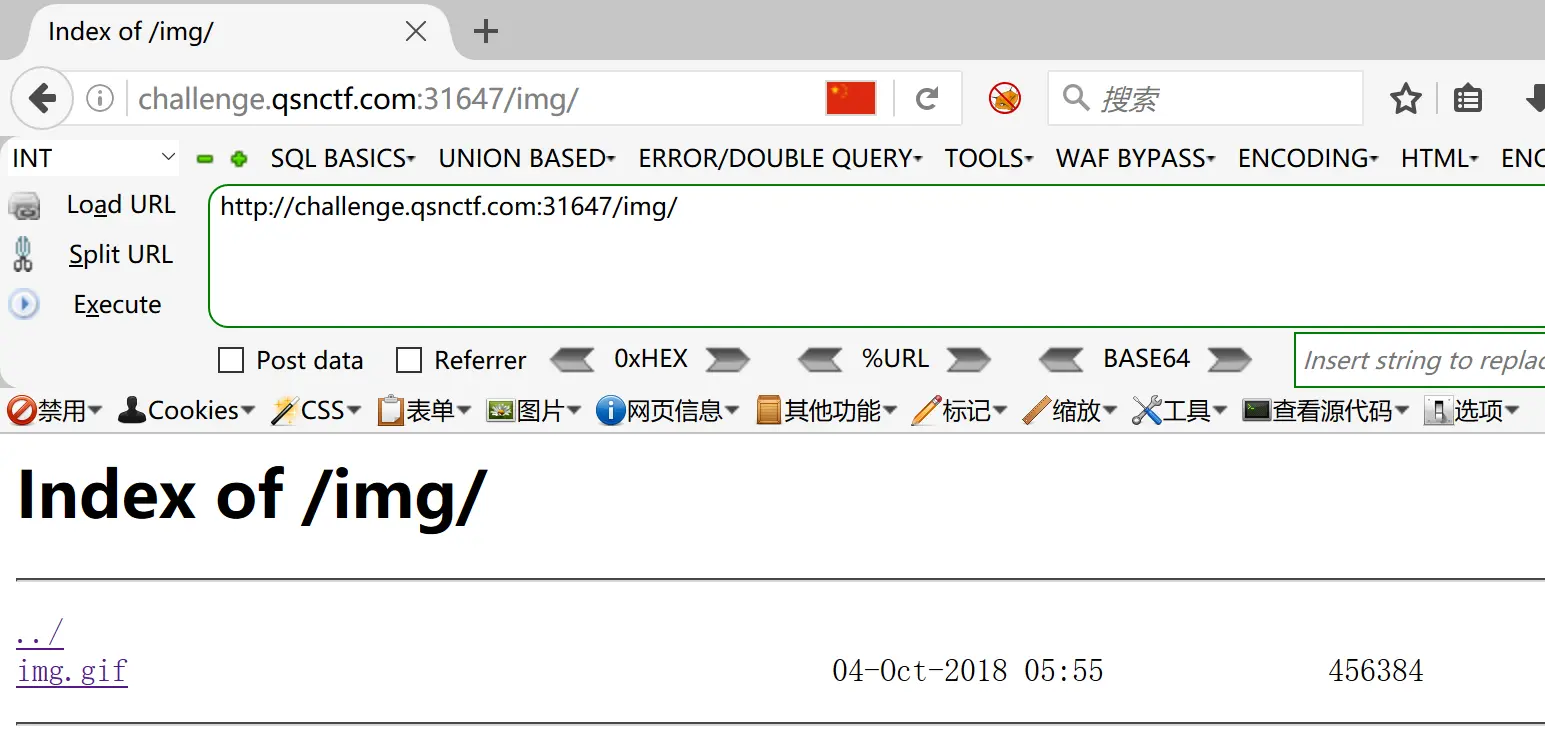 Index of /img/
challenge.qsnctf.com:31647/img/ 搜索
INT SQL BASICS UNION BASED ERROR/DOUBLE QUERY TOOLS WAF BYPASS ENCODING HTML ENC
Load URL http://challenge.qsnctf.com:31647/img/
Split URL
Execute
Post data Referrer 0xHEX %URL BASE64 Insert string to replac
禁用 Cookies CSS 表单 图片 网页信息 其他功能 标记 缩放 工具 查看源代码 选项
Index of /img/
../
img.gif 04-Oct-2018 05:55 456384